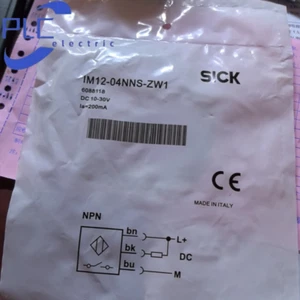 PLC
electric
IM12-04NNS-ZW1
SICK
DC 10-30V
Ia=200mA
CE
MADE IN ITALY
NPN
bn
L+
bk
DC
bu
M